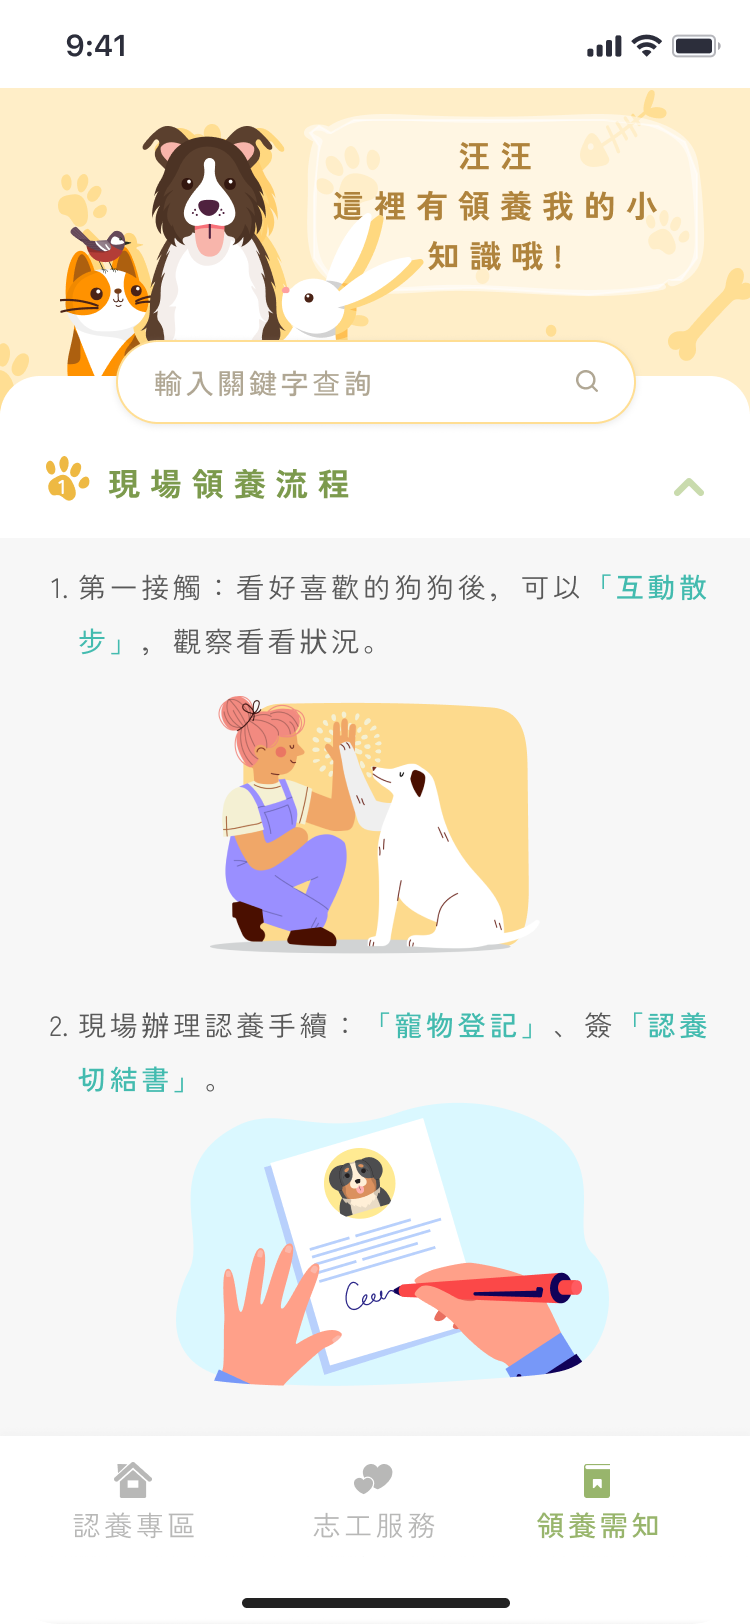 9:41
汪汪
這裡有領養我的小
知識哦!
輸入關鍵字查詢
1 現場領養流程
1. 第一接觸：看好喜歡的狗狗後，可以「互動散
步」，觀察看看狀況。
2. 現場辦理認養手續：「寵物登記」、簽「認養
切結書」。
認養專區
志工服務
領養需知